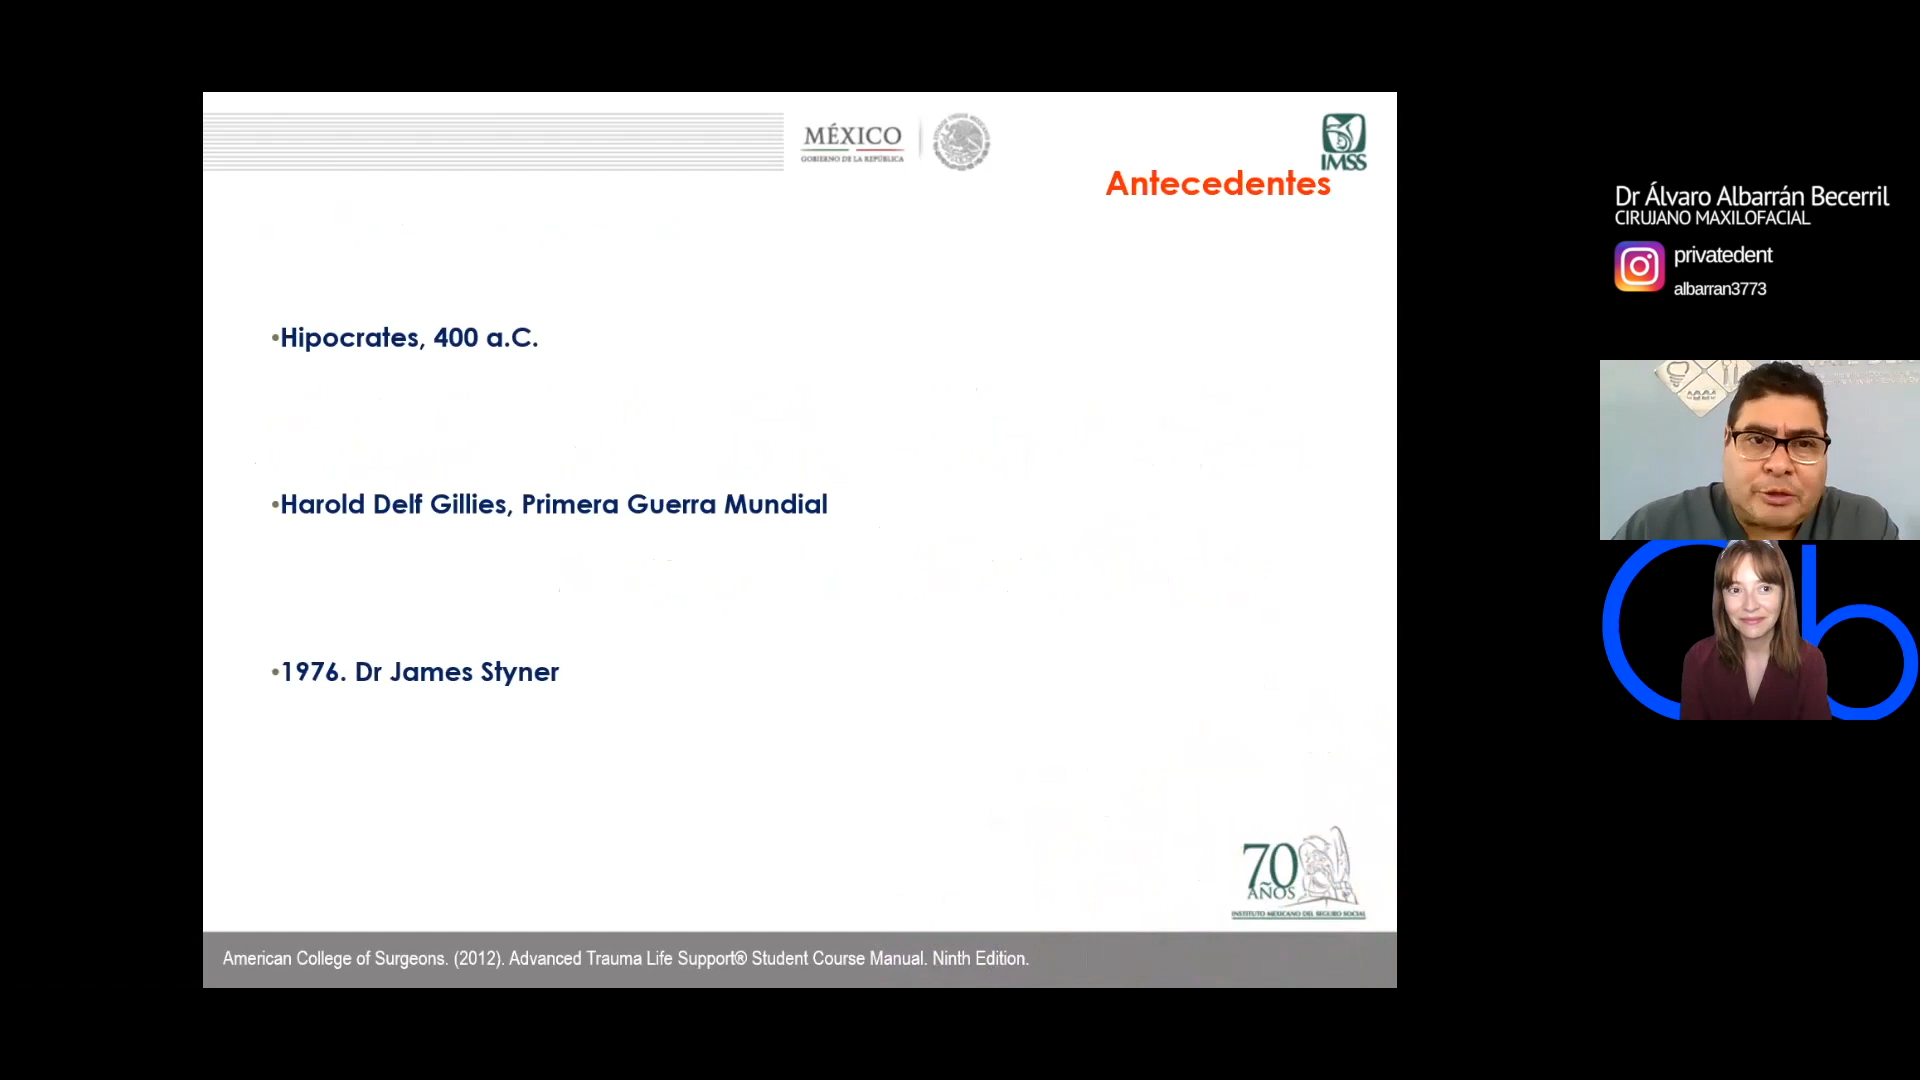 MÉXICO
GOBIERNO DE LA REPÚBLICA
IMSS
Antecedentes
•Hipocrates, 400 a.C.
•Harold Delf Gillies, Primera Guerra Mundial
•1976. Dr James Styner
70
AÑOS
INSTITUTO MEXICANO DEL SEGURO SOCIAL
American College of Surgeons. (2012). Advanced Trauma Life Support® Student Course Manual. Ninth Edition.
Dr Álvaro Albarrán Becerril
CIRUJANO MAXILOFACIAL
privatedent
albarran3773